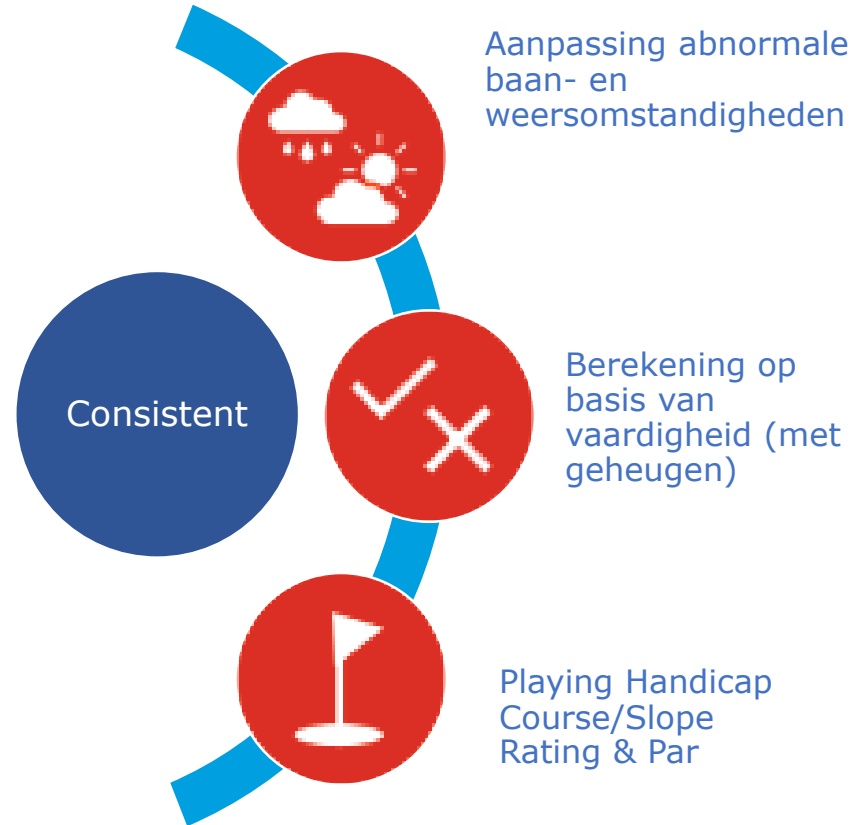 Aanpassing abnormale
baan- en
weersomstandigheden
Consistent
Berekening op
basis van
vaardigheid (met
geheugen)
Playing Handicap
Course/Slope
Rating & Par